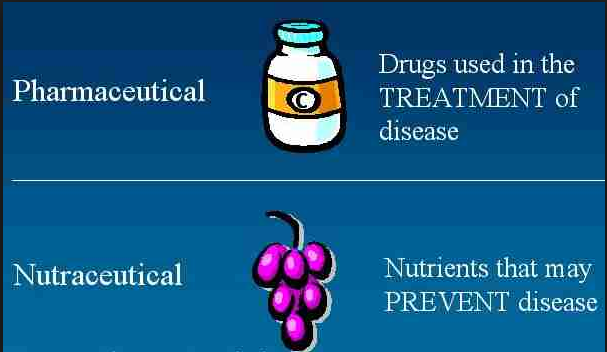 Pharmaceutical
C
Drugs used in the
TREATMENT of
disease
Nutraceutical
Nutrients that may
PREVENT disease